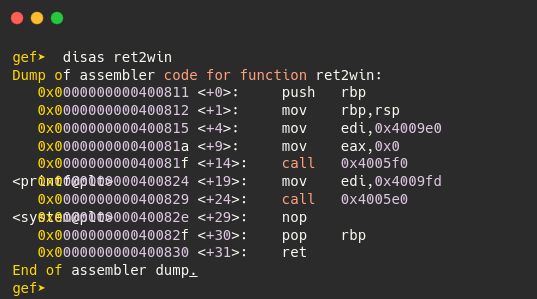 gef➤  disas ret2win
Dump of assembler code for function ret2win:
   0x0000000000400811 <+0>:     push   rbp
   0x0000000000400812 <+1>:     mov    rbp,rsp
   0x0000000000400815 <+4>:     mov    edi,0x4009e0
   0x000000000040081a <+9>:     mov    eax,0x0
   0x000000000040081f <+14>:    call   0x4005f0
<printf@plt>
   0x0000000000400824 <+19>:    mov    edi,0x4009fd
   0x0000000000400829 <+24>:    call   0x4005e0
<system@plt>
   0x000000000040082e <+29>:    nop
   0x000000000040082f <+30>:    pop    rbp
   0x0000000000400830 <+31>:    ret
End of assembler dump.
gef➤